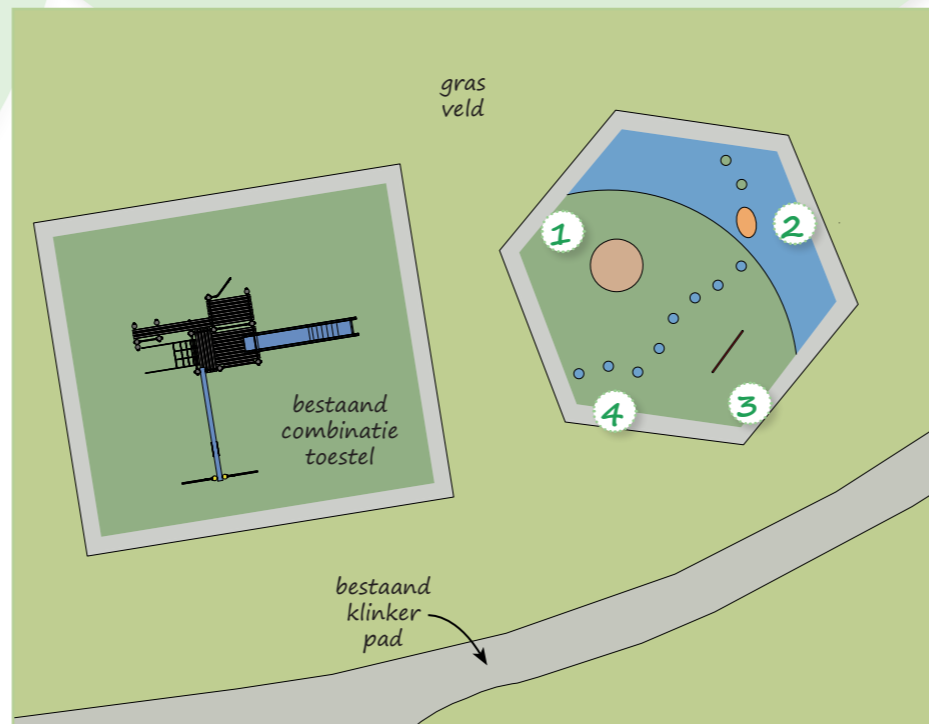 gras
veld
1
2
3
4
bestaand
combinatie
toestel
bestaand
klinker
pad